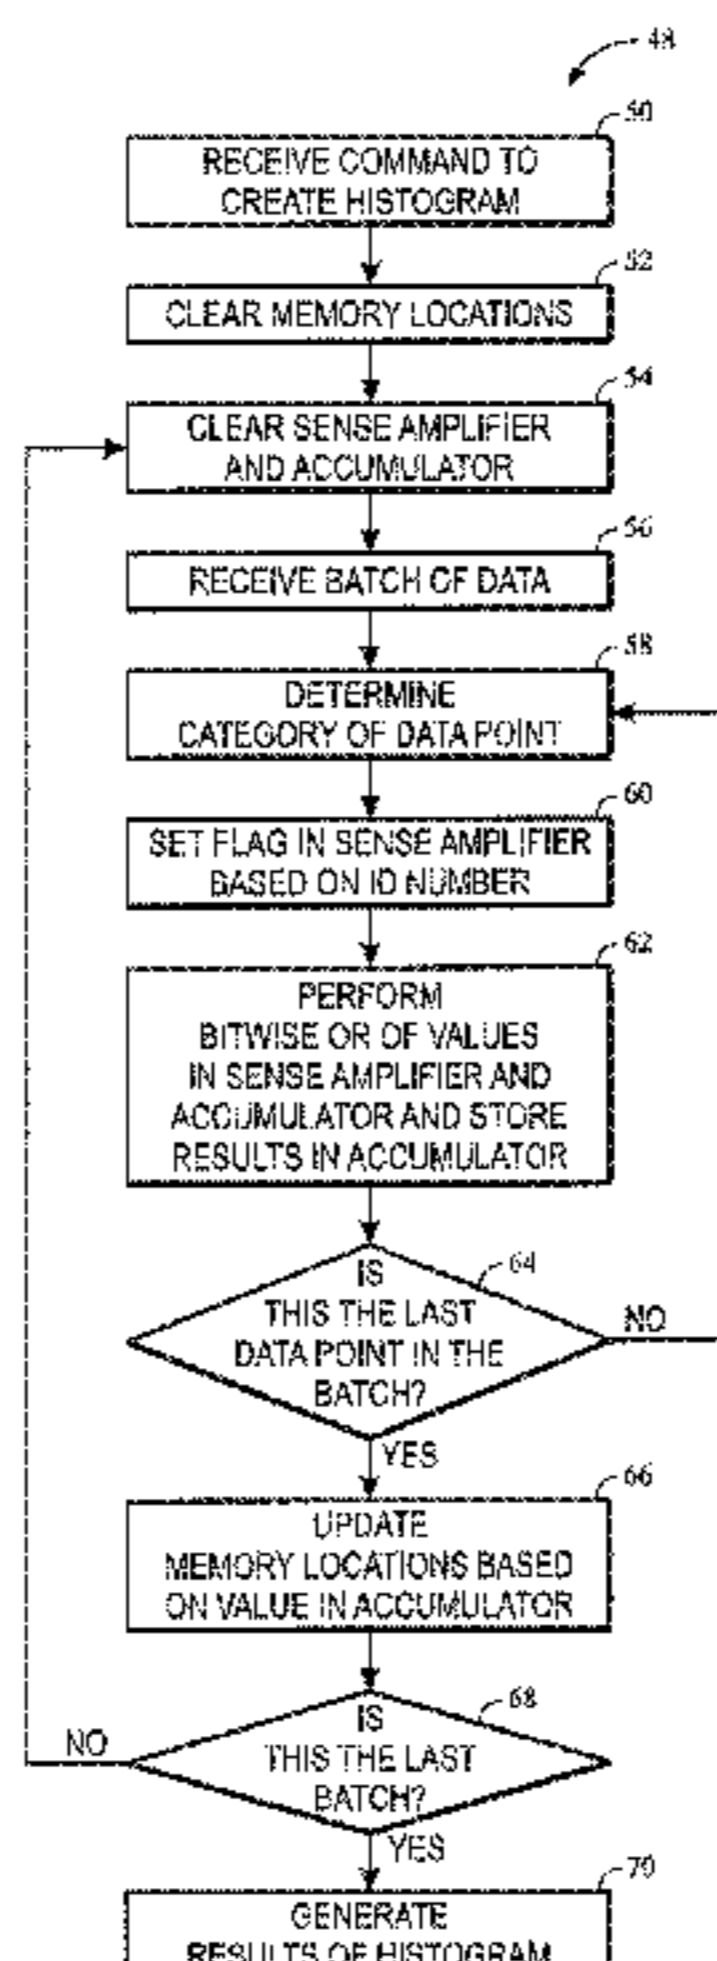 48
50
RECEIVE COMMAND TO
CREATE HISTOGRAM
52
CLEAR MEMORY LOCATIONS
54
CLEAR SENSE AMPLIFIER
AND ACCUMULATOR
56
RECEIVE BATCH OF DATA
58
DETERMINE
CATEGORY OF DATA POINT
60
SET FLAG IN SENSE AMPLIFIER
BASED ON ID NUMBER
62
PERFORM
BITWISE OR OF VALUES
IN SENSE AMPLIFIER AND
ACCUMULATOR AND STORE
RESULTS IN ACCUMULATOR
64
IS
THIS THE LAST
DATA POINT IN THE
BATCH?
NO
YES
66
UPDATE
MEMORY LOCATIONS BASED
ON VALUE IN ACCUMULATOR
68
IS
THIS THE LAST
BATCH?
NO
YES
70
GENERATE
RESULTS OF HISTOGRAM